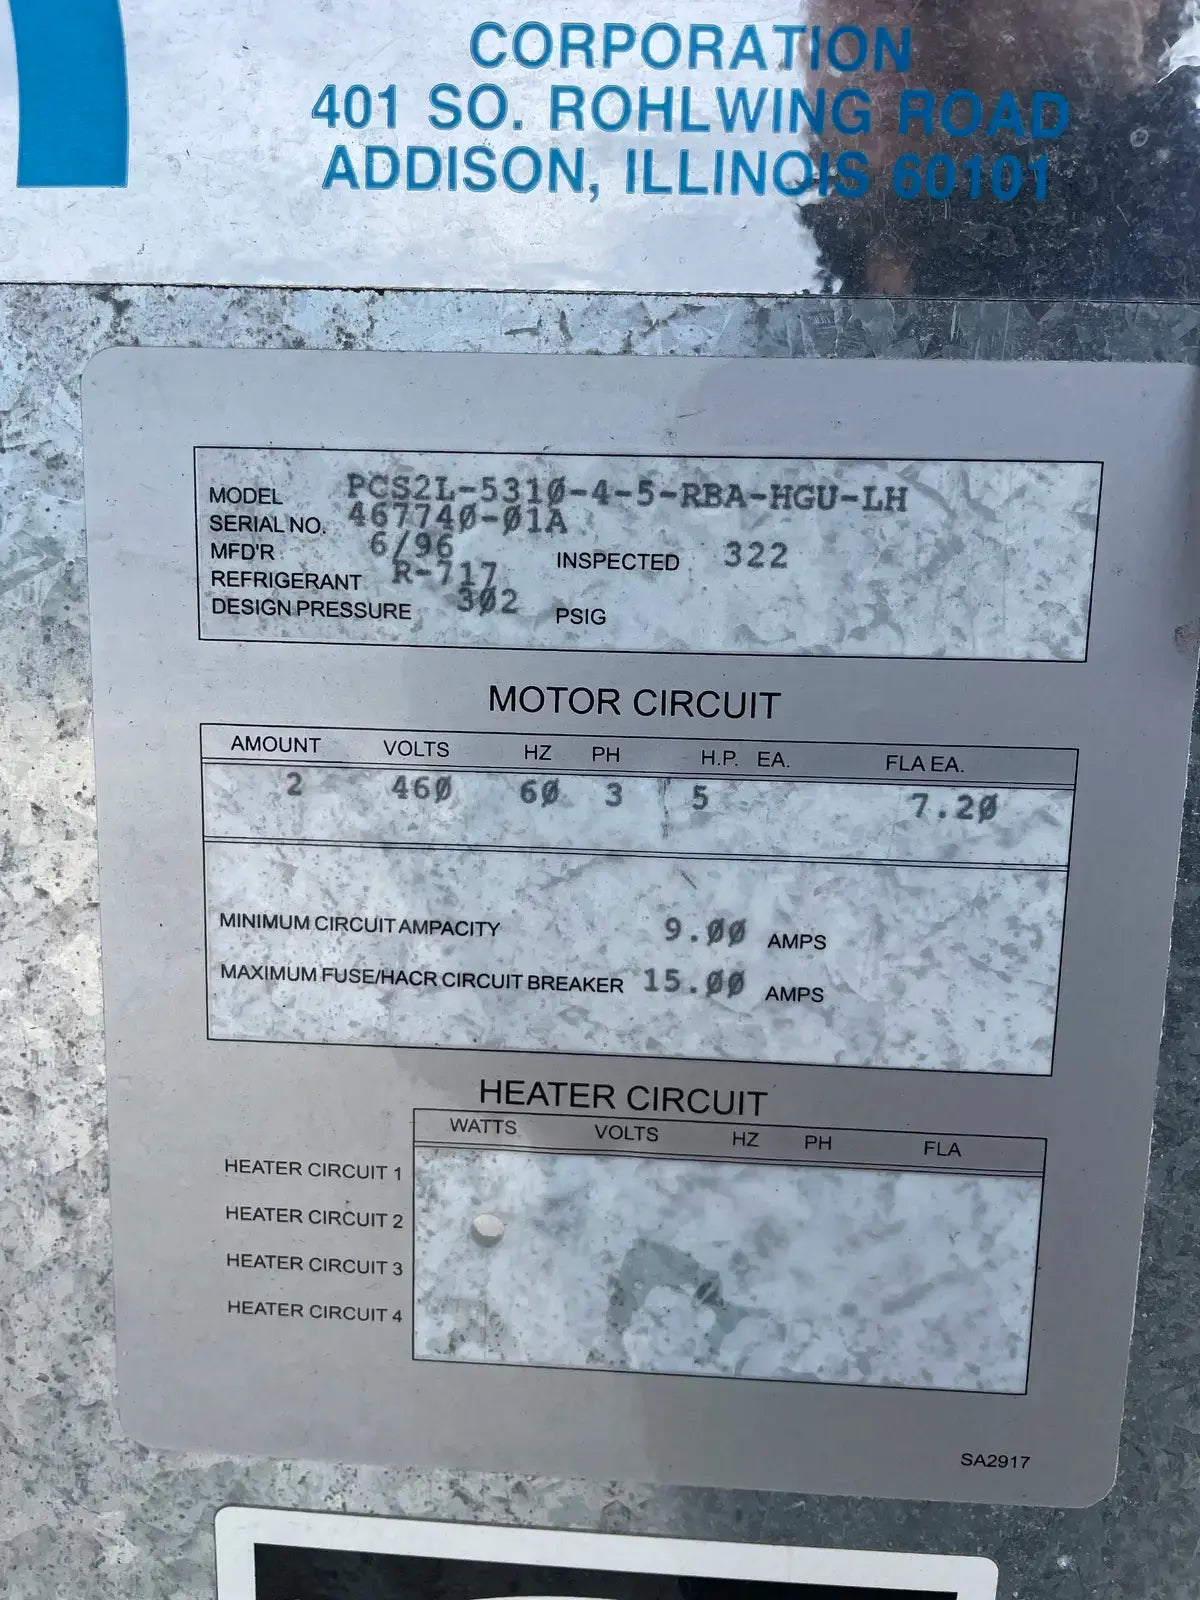 CORPORATION
401 SO. ROHLWING ROAD
ADDISON, ILLINOIS 60101
MODEL PCS2L-531Ø-4-5-RBA-HGU-LH
SERIAL NO. 46774Ø-Ø1A
MFD'R 6/96 INSPECTED 322
REFRIGERANT R-717
DESIGN PRESSURE 3Ø2 PSIG
MOTOR CIRCUIT
AMOUNT VOLTS HZ PH H.P. EA. FLA EA.
2 46Ø 6Ø 3 5 7.2Ø
MINIMUM CIRCUIT AMPACITY 9.ØØ AMPS
MAXIMUM FUSE/HACR CIRCUIT BREAKER 15.ØØ AMPS
HEATER CIRCUIT
WATTS VOLTS HZ PH FLA
HEATER CIRCUIT 1
HEATER CIRCUIT 2
HEATER CIRCUIT 3
HEATER CIRCUIT 4
SA2917